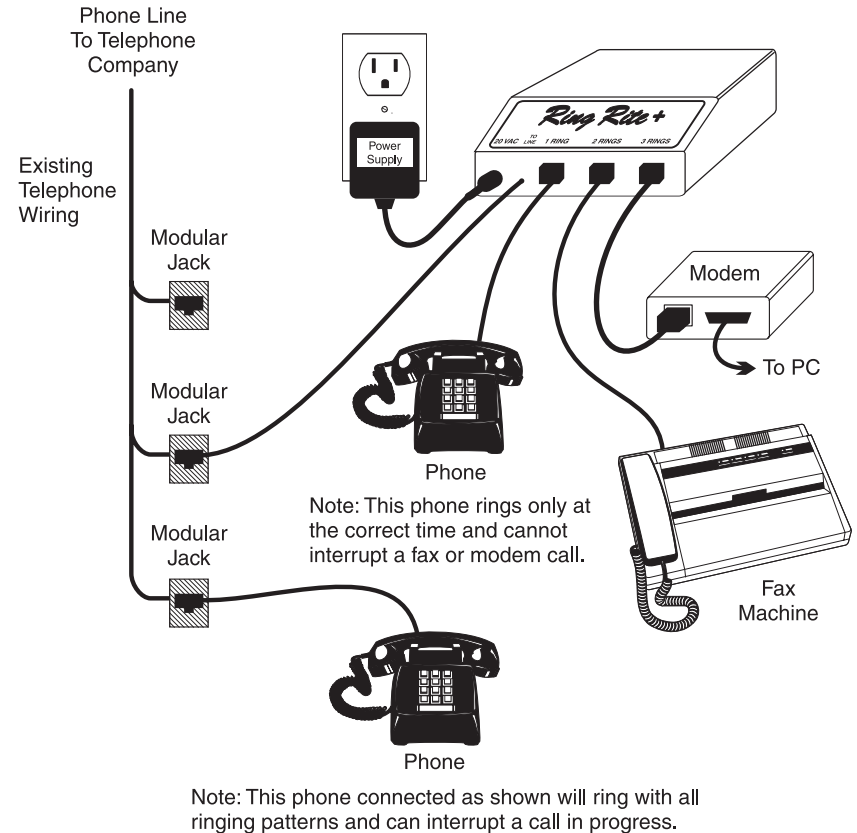 Phone Line
To Telephone
Company
Existing
Telephone
Wiring
Power
Supply
Ring Rite +
20 VAC TO LINE 1 RING 2 RINGS 3 RINGS
Modular
Jack
Modem
To PC
Modular
Jack
Phone
Note: This phone rings only at
the correct time and cannot
interrupt a fax or modem call.
Modular
Jack
Fax
Machine
Phone
Note: This phone connected as shown will ring with all
ringing patterns and can interrupt a call in progress.